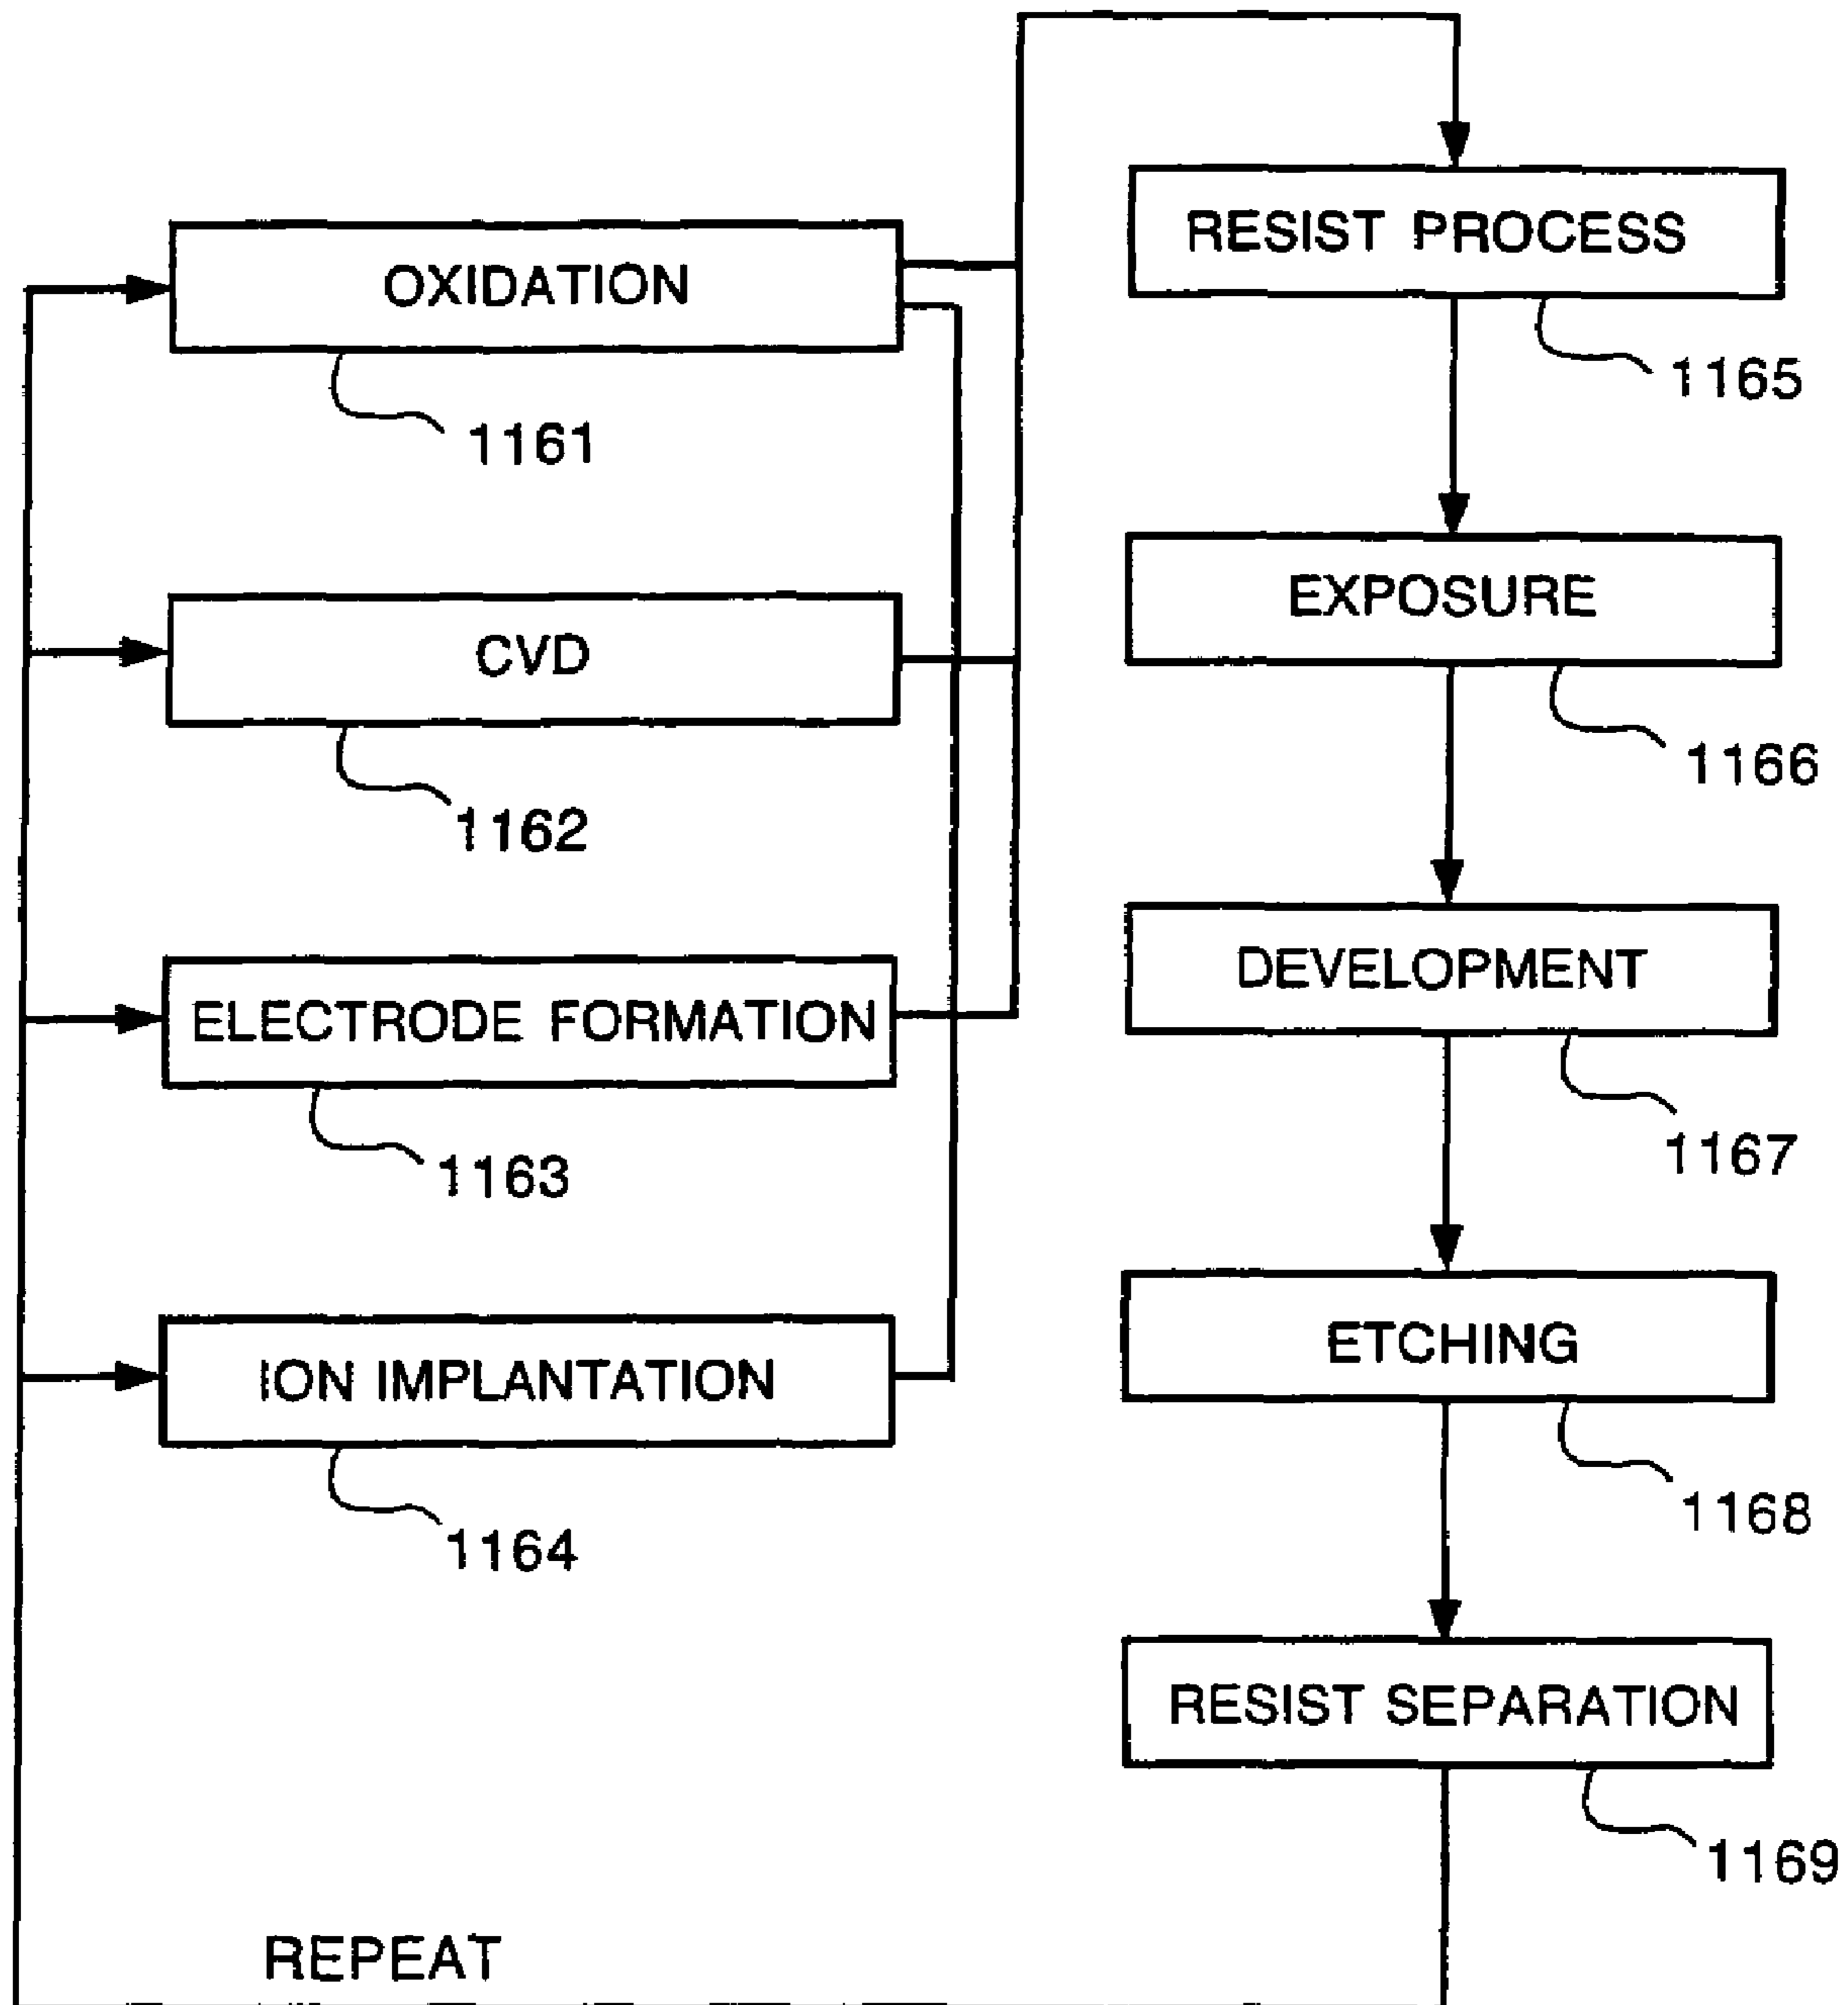 OXIDATION
1161
CVD
1162
ELECTRODE FORMATION
1163
ION IMPLANTATION
1164
RESIST PROCESS
1165
EXPOSURE
1166
DEVELOPMENT
1167
ETCHING
1168
RESIST SEPARATION
1169
REPEAT